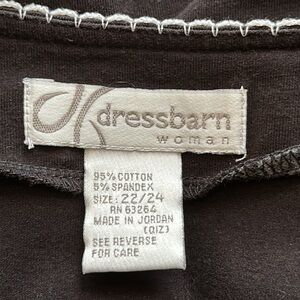 dressbarn
woman
95% COTTON
5% SPANDEX
SIZE: 22/24
RN 63264
MADE IN JORDAN
(QIZ)
SEE REVERSE
FOR CARE